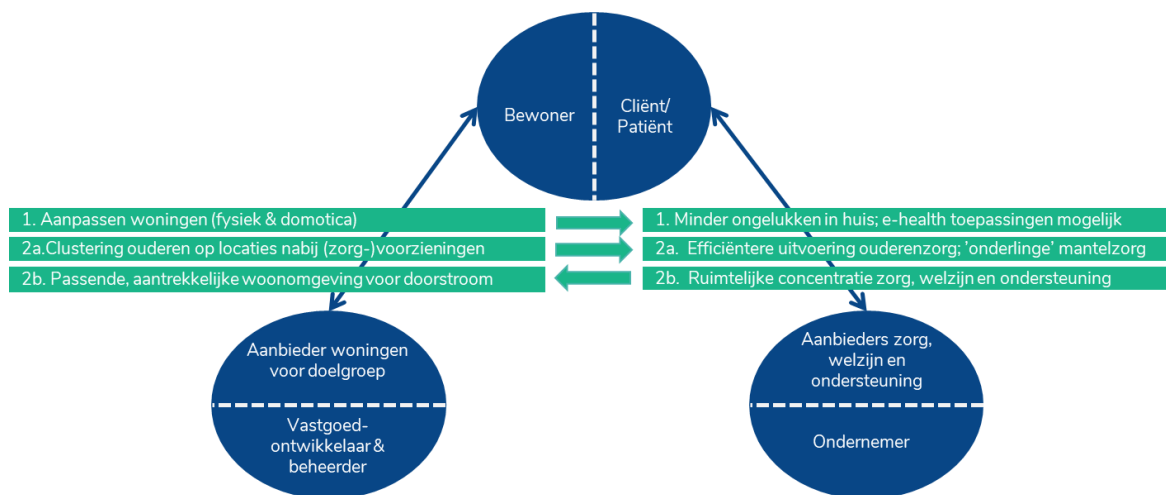 Bewoner
Cliënt/
Patiënt
1. Aanpassen woningen (fysiek & domotica)
1. Minder ongelukken in huis; e-health toepassingen mogelijk
2a.Clustering ouderen op locaties nabij (zorg-)voorzieningen
2a. Efficiëntere uitvoering ouderenzorg; 'onderlinge' mantelzorg
2b. Passende, aantrekkelijke woonomgeving voor doorstroom
2b. Ruimtelijke concentratie zorg, welzijn en ondersteuning
Aanbieder woningen
voor doelgroep
Vastgoed-
ontwikkelaar &
beheerder
Aanbieders zorg,
welzijn en
ondersteuning
Ondernemer